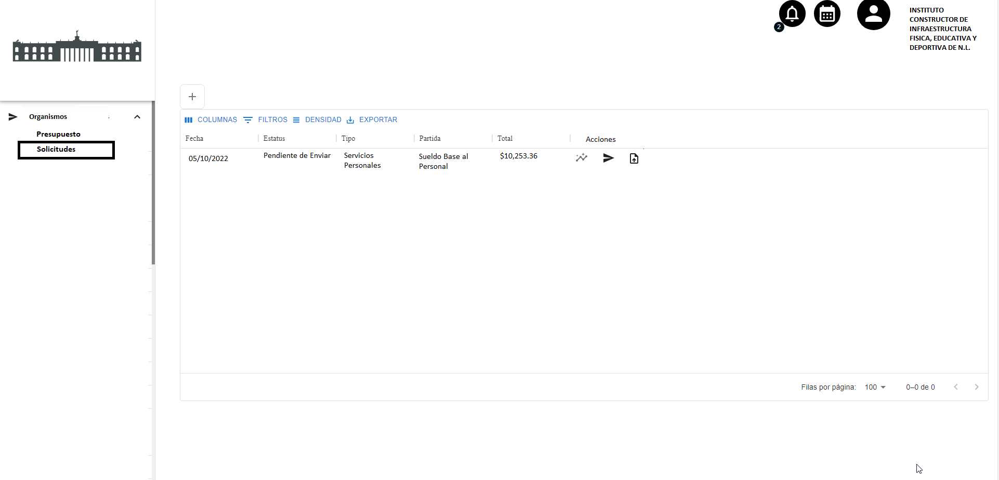 2
INSTITUTO
CONSTRUCTOR DE
INFRAESTRUCTURA
FISICA, EDUCATIVA Y
DEPORTIVA DE N.L.
Organismos
Presupuesto
Solicitudes
COLUMNAS FILTROS DENSIDAD EXPORTAR
Fecha Estatus Tipo Partida Total Acciones
05/10/2022 Pendiente de Enviar Servicios Sueldo Base al $10,253.36
Personales Personal
Filas por página: 100 0–0 de 0